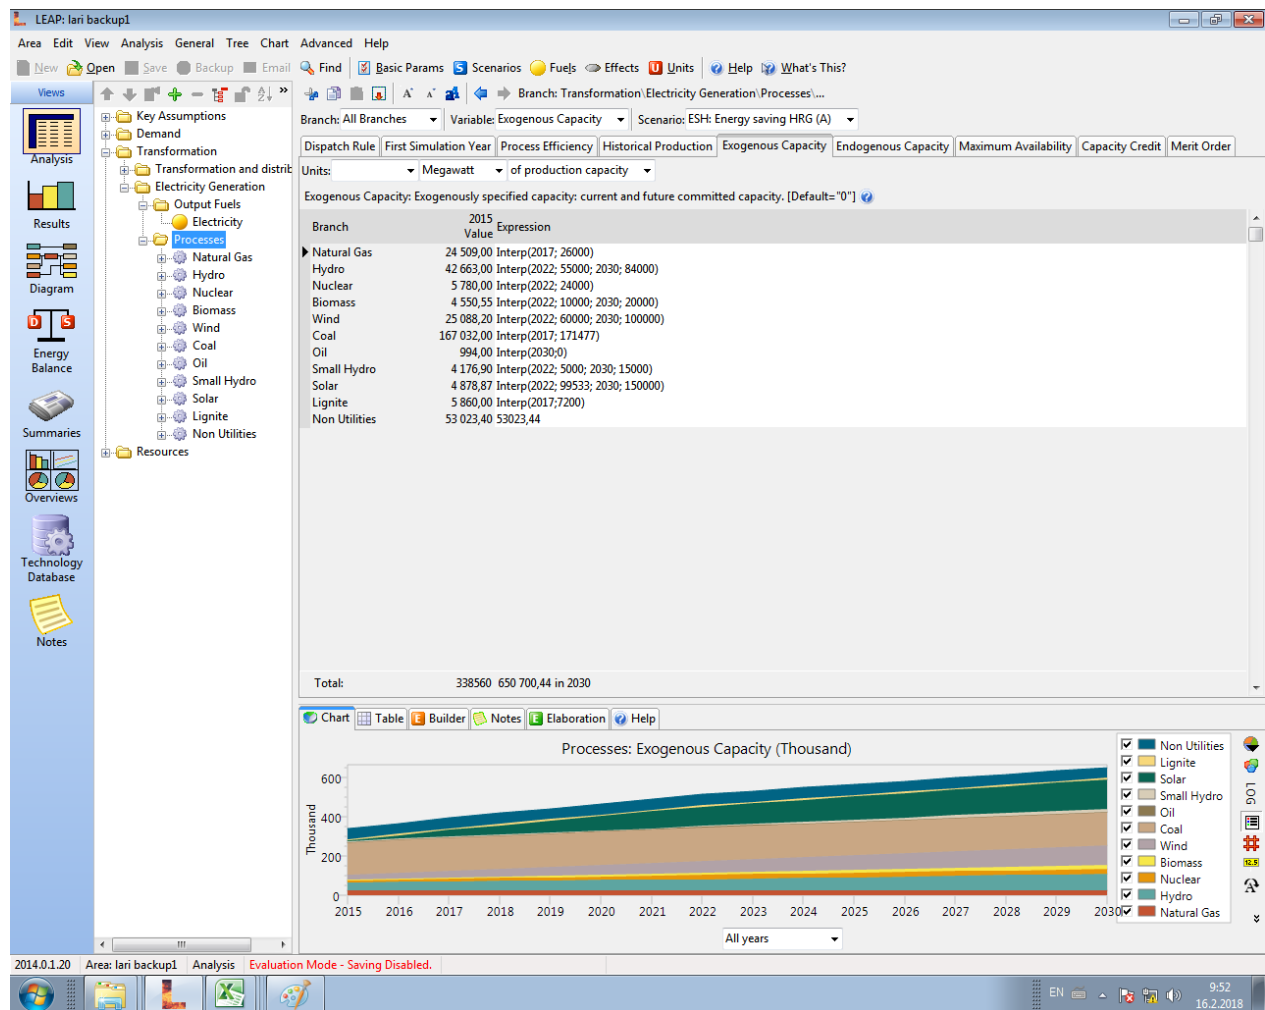 LEAP: lari backup1
Area Edit View Analysis General Tree Chart Advanced Help
New Open Save Backup Email Find Basic Params Scenarios Fuels Effects Units Help What's This?
Views
Branch: Transformation\Electricity Generation\Processes\...
Branch: All Branches Variable: Exogenous Capacity Scenario: ESH: Energy saving HRG (A)
Dispatch Rule First Simulation Year Process Efficiency Historical Production Exogenous Capacity Endogenous Capacity Maximum Availability Capacity Credit Merit Order
Units: Megawatt of production capacity
Exogenous Capacity: Exogenously specified capacity: current and future committed capacity. [Default="0"]
Analysis
Results
Diagram
Energy
Balance
Summaries
Overviews
Technology
Database
Notes
Key Assumptions
Demand
Transformation
Transformation and distrib
Electricity Generation
Output Fuels
Electricity
Processes
Natural Gas
Hydro
Nuclear
Biomass
Wind
Coal
Oil
Small Hydro
Solar
Lignite
Non Utilities
Resources
Branch 2015 Value Expression
Natural Gas 24 509,00 Interp(2017; 26000)
Hydro 42 663,00 Interp(2022; 55000; 2030; 84000)
Nuclear 5 780,00 Interp(2022; 24000)
Biomass 4 550,55 Interp(2022; 10000; 2030; 20000)
Wind 25 088,20 Interp(2022; 60000; 2030; 100000)
Coal 167 032,00 Interp(2017; 171477)
Oil 994,00 Interp(2030;0)
Small Hydro 4 176,90 Interp(2022; 5000; 2030; 15000)
Solar 4 878,87 Interp(2022; 99533; 2030; 150000)
Lignite 5 860,00 Interp(2017;7200)
Non Utilities 53 023,40 53023,44
Total: 338560 650 700,44 in 2030
Chart Table Builder Notes Elaboration Help
Processes: Exogenous Capacity (Thousand)
Thousand
600
400
200
0
2015 2016 2017 2018 2019 2020 2021 2022 2023 2024 2025 2026 2027 2028 2029 2030
Non Utilities
Lignite
Solar
Small Hydro
Oil
Coal
Wind
Biomass
Nuclear
Hydro
Natural Gas
LOG
12.5
All years
2014.0.1.20 Area: lari backup1 Analysis Evaluation Mode - Saving Disabled.
EN
9:52
16.2.2018